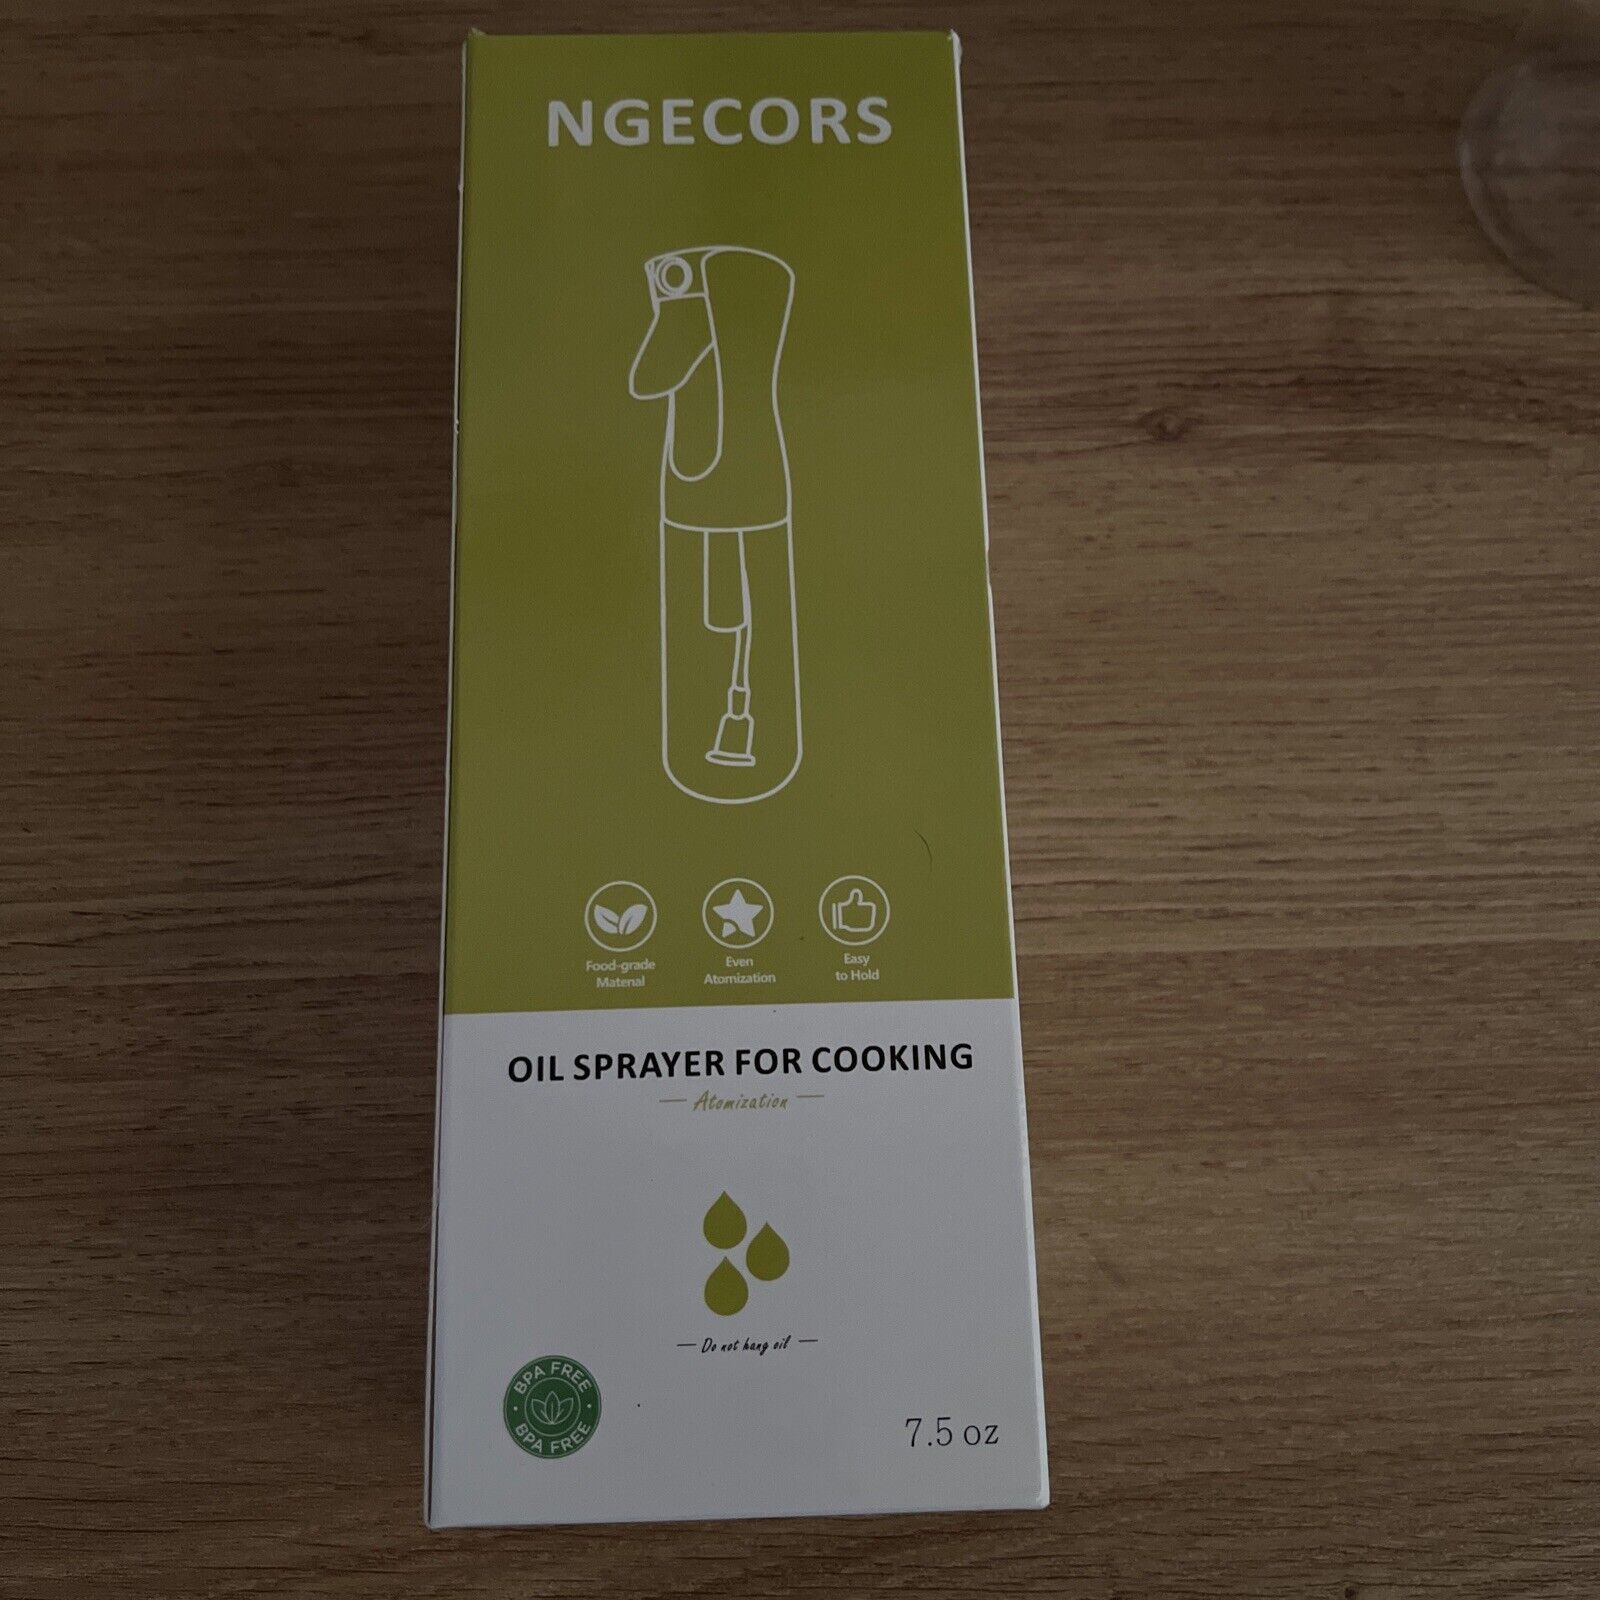 NGECORS
Food-grade
Material
Even
Atomization
Easy
to Hold
OIL SPRAYER FOR COOKING
Atomization
Do not hang oil
BPA FREE
BPA FREE
7.5 oz